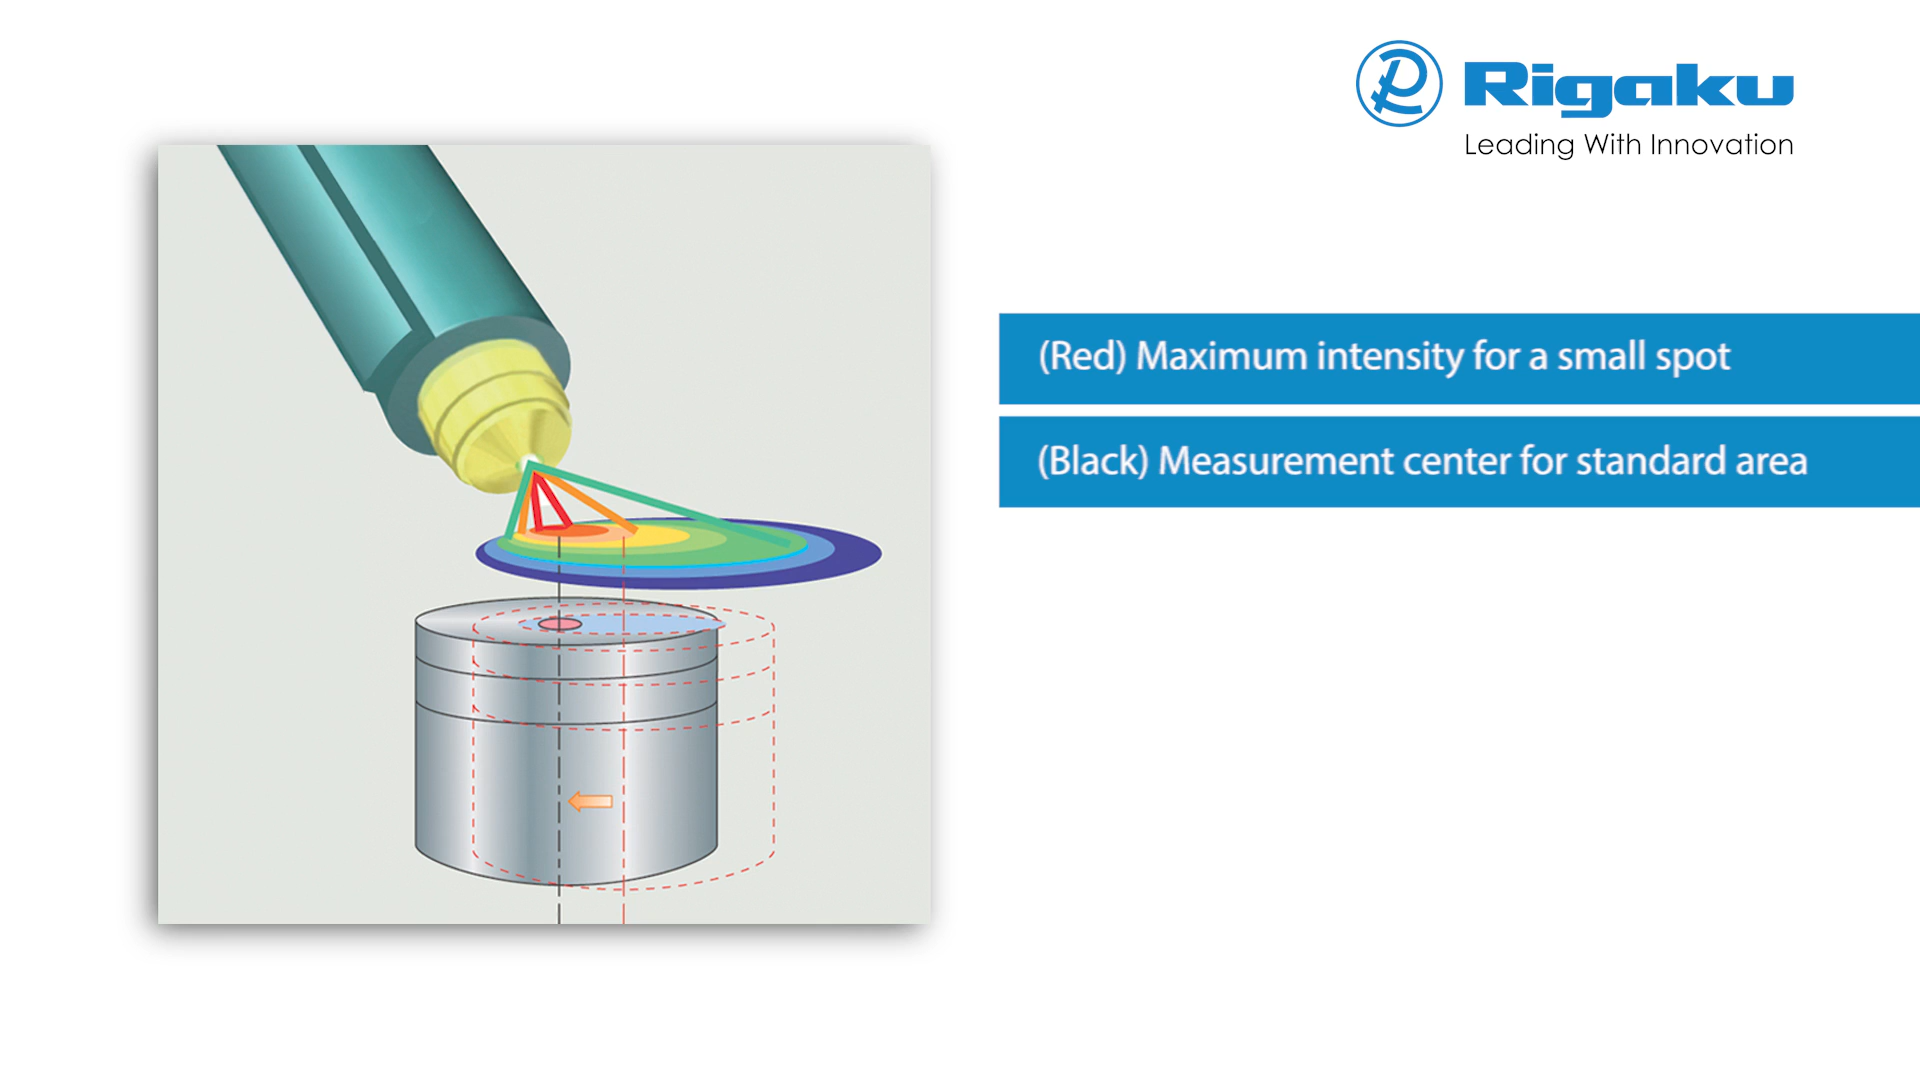 Rigaku
Leading With Innovation
(Red) Maximum intensity for a small spot
(Black) Measurement center for standard area